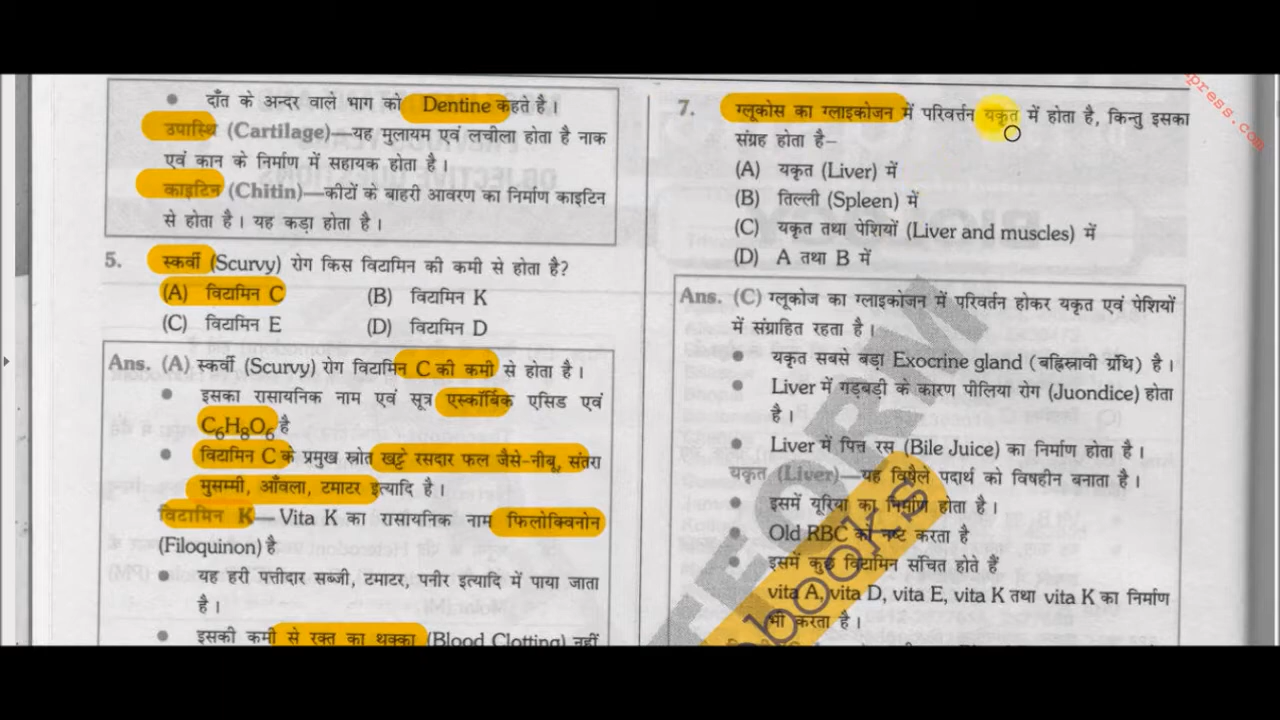 दाँत के अन्दर वाले भाग को Dentine कहते है।
उपास्थि (Cartilage)—यह मुलायम एवं लचीला होता है नाक
एवं कान के निर्माण में सहायक होता है।
काइटिन (Chitin)—कीटों के बाहरी आवरण का निर्माण काइटिन
से होता है। यह कड़ा होता है।
5. स्कर्वी (Scurvy) रोग किस विटामिन की कमी से होता है?
(A) विटामिन C (B) विटामिन K
(C) विटामिन E (D) विटामिन D
Ans. (A) स्कर्वी (Scurvy) रोग विटामिन C की कमी से होता है।
इसका रासायनिक नाम एवं सूत्र एस्कॉर्बिक एसिड एवं
C6H8O6 है
विटामिन C के प्रमुख स्त्रोत खट्टे रसदार फल जैसे-नीबू, संतरा
मुसम्मी, आँवला, टमाटर इत्यादि है।
विटामिन K—Vita K का रासायनिक नाम फिलोक्विनोन
(Filoquinon) है
यह हरी पत्तीदार सब्जी, टमाटर, पनीर इत्यादि में पाया जाता
है।
इसकी कमी से रक्त का थक्का (Blood Clotting) नहीं
7. ग्लूकोस का ग्लाइकोजन में परिवर्त्तन यकृत में होता है, किन्तु इसका
संग्रह होता है–
(A) यकृत (Liver) में
(B) तिल्ली (Spleen) में
(C) यकृत तथा पेशियों (Liver and muscles) में
(D) A तथा B में
Ans. (C) ग्लूकोज का ग्लाइकोजन में परिवर्तन होकर यकृत एवं पेशियों
में संग्राहित रहता है।
यकृत सबसे बड़ा Exocrine gland (बह्रिस्त्रावी ग्रंथि) है।
Liver में गड़बड़ी के कारण पीलिया रोग (Juondice) होता
है।
Liver में पित्त रस (Bile Juice) का निर्माण होता है।
यकृत (Liver)—यह विषैले पदार्थ को विषहीन बनाता है।
इसमें यूरिया का निर्माण होता है।
Old RBC को नष्ट करता है
इसमें कुछ विटामिन संचित होते हैं
vita A, vita D, vita E, vita K तथा vita K का निर्माण
भी करता है।
press.com
ebook's